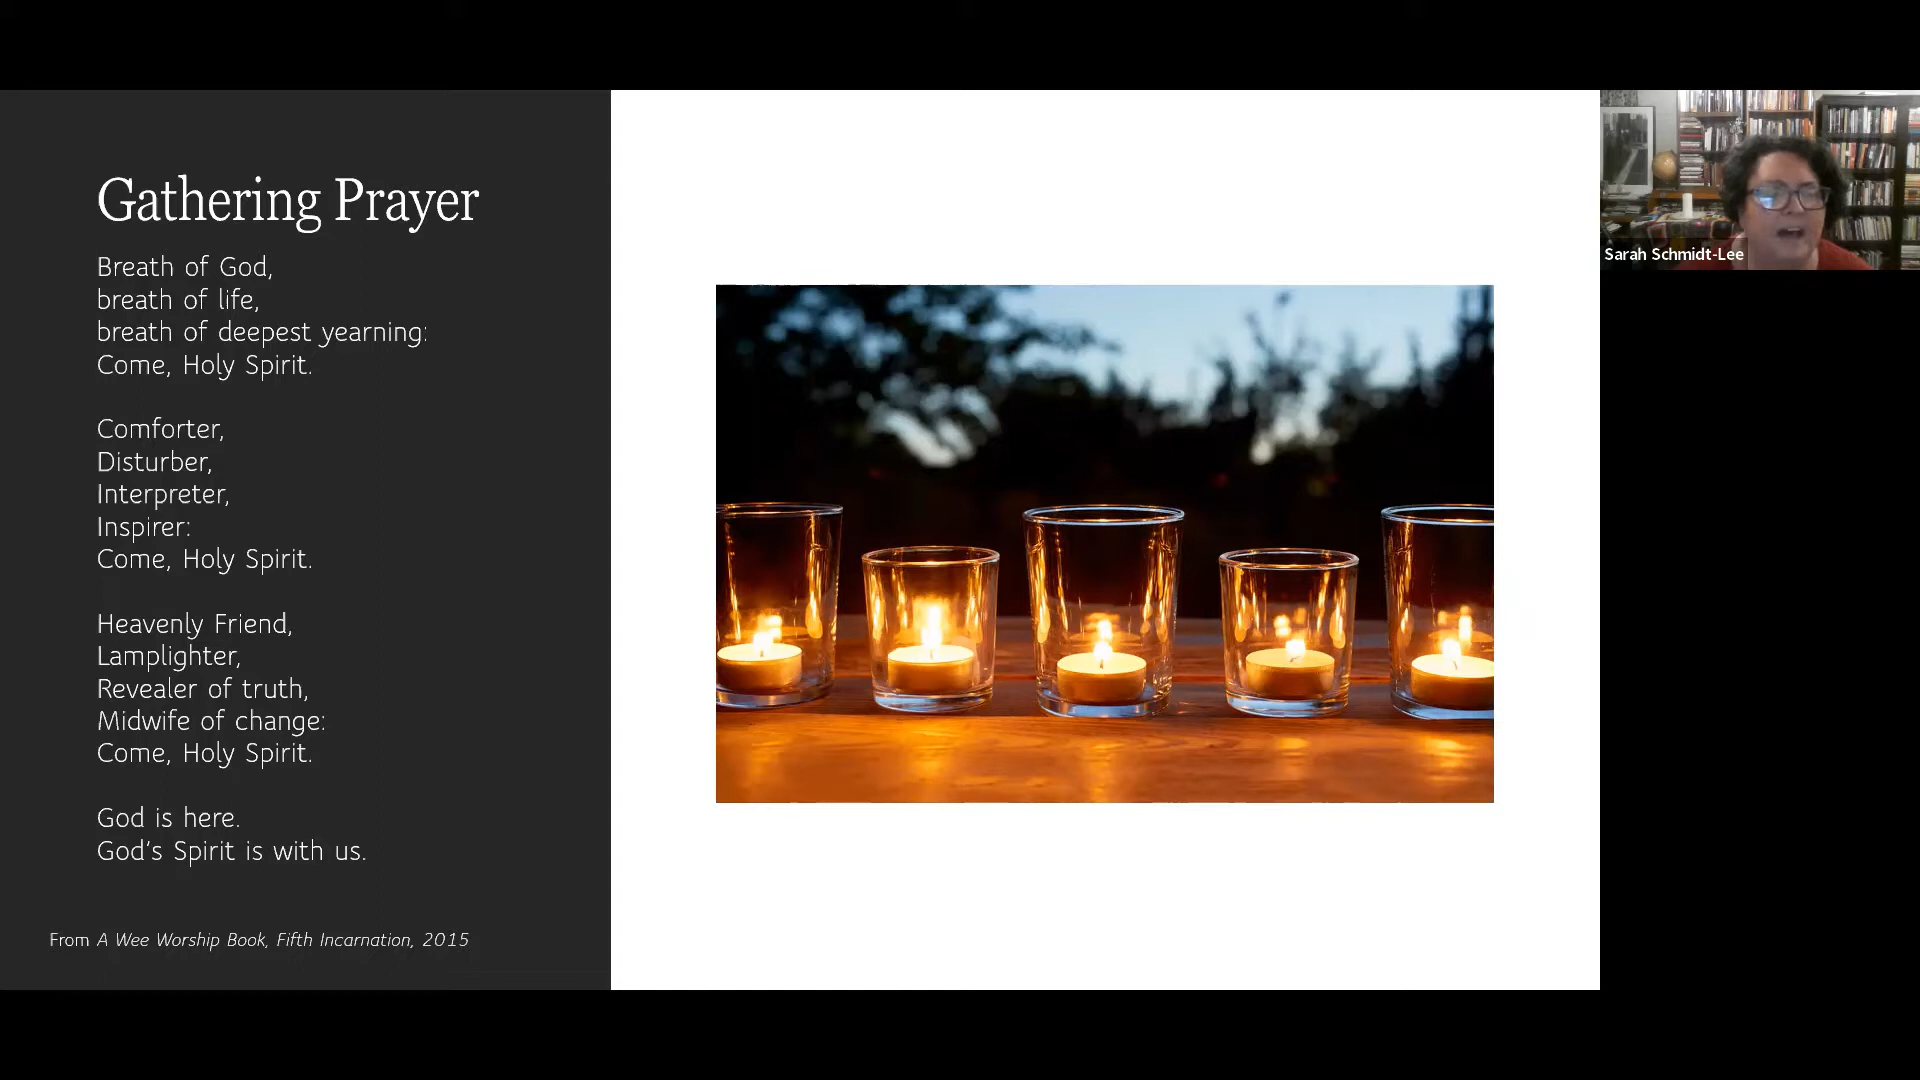 Gathering Prayer
Breath of God,
breath of life,
breath of deepest yearning:
Come, Holy Spirit.
Comforter,
Disturber,
Interpreter,
Inspirer:
Come, Holy Spirit.
Heavenly Friend,
Lamplighter,
Revealer of truth,
Midwife of change:
Come, Holy Spirit.
God is here.
God’s Spirit is with us.
From A Wee Worship Book, Fifth Incarnation, 2015
Sarah Schmidt-Lee